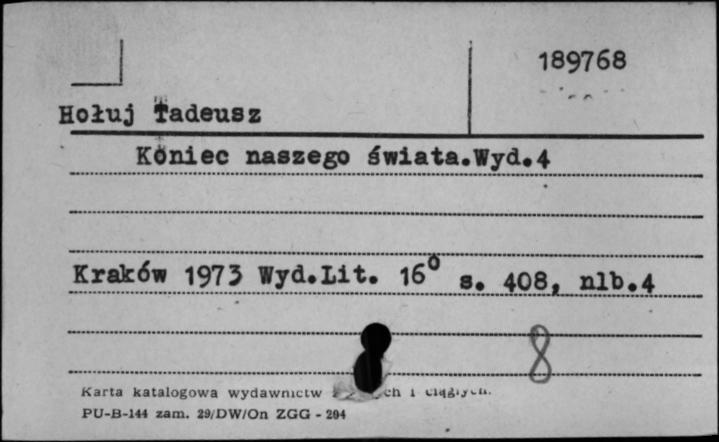 189768
Hołuj Tadeusz
Koniec naszego świata.Wyd.4
Kraków 1973 Wyd.Lit. 16⁰ s. 408, nlb.4
8
Karta katalogowa wydawnictw i ciągłych.
PU-B-144 zam. 29/DW/On ZGG - 294